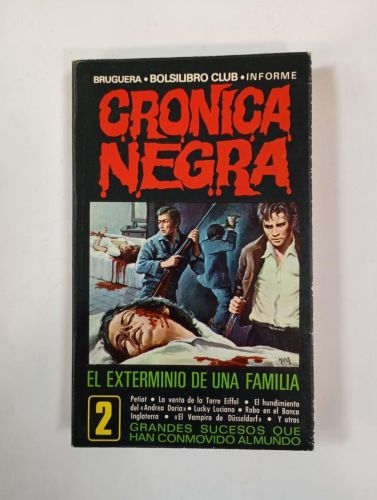 BRUGUERA • BOLSILIBRO CLUB • INFORME
CRONICA
NEGRA
EL EXTERMINIO DE UNA FAMILIA
2
Petiot • La venta de la Torre Eiffel • El hundimiento
del «Andrea Doria» • Lucky Luciano • Robo en el Banco
Inglaterra • «El Vampiro de Düsseldorf» • Y otros
GRANDES SUCESOS QUE
HAN CONMOVIDO AL MUNDO